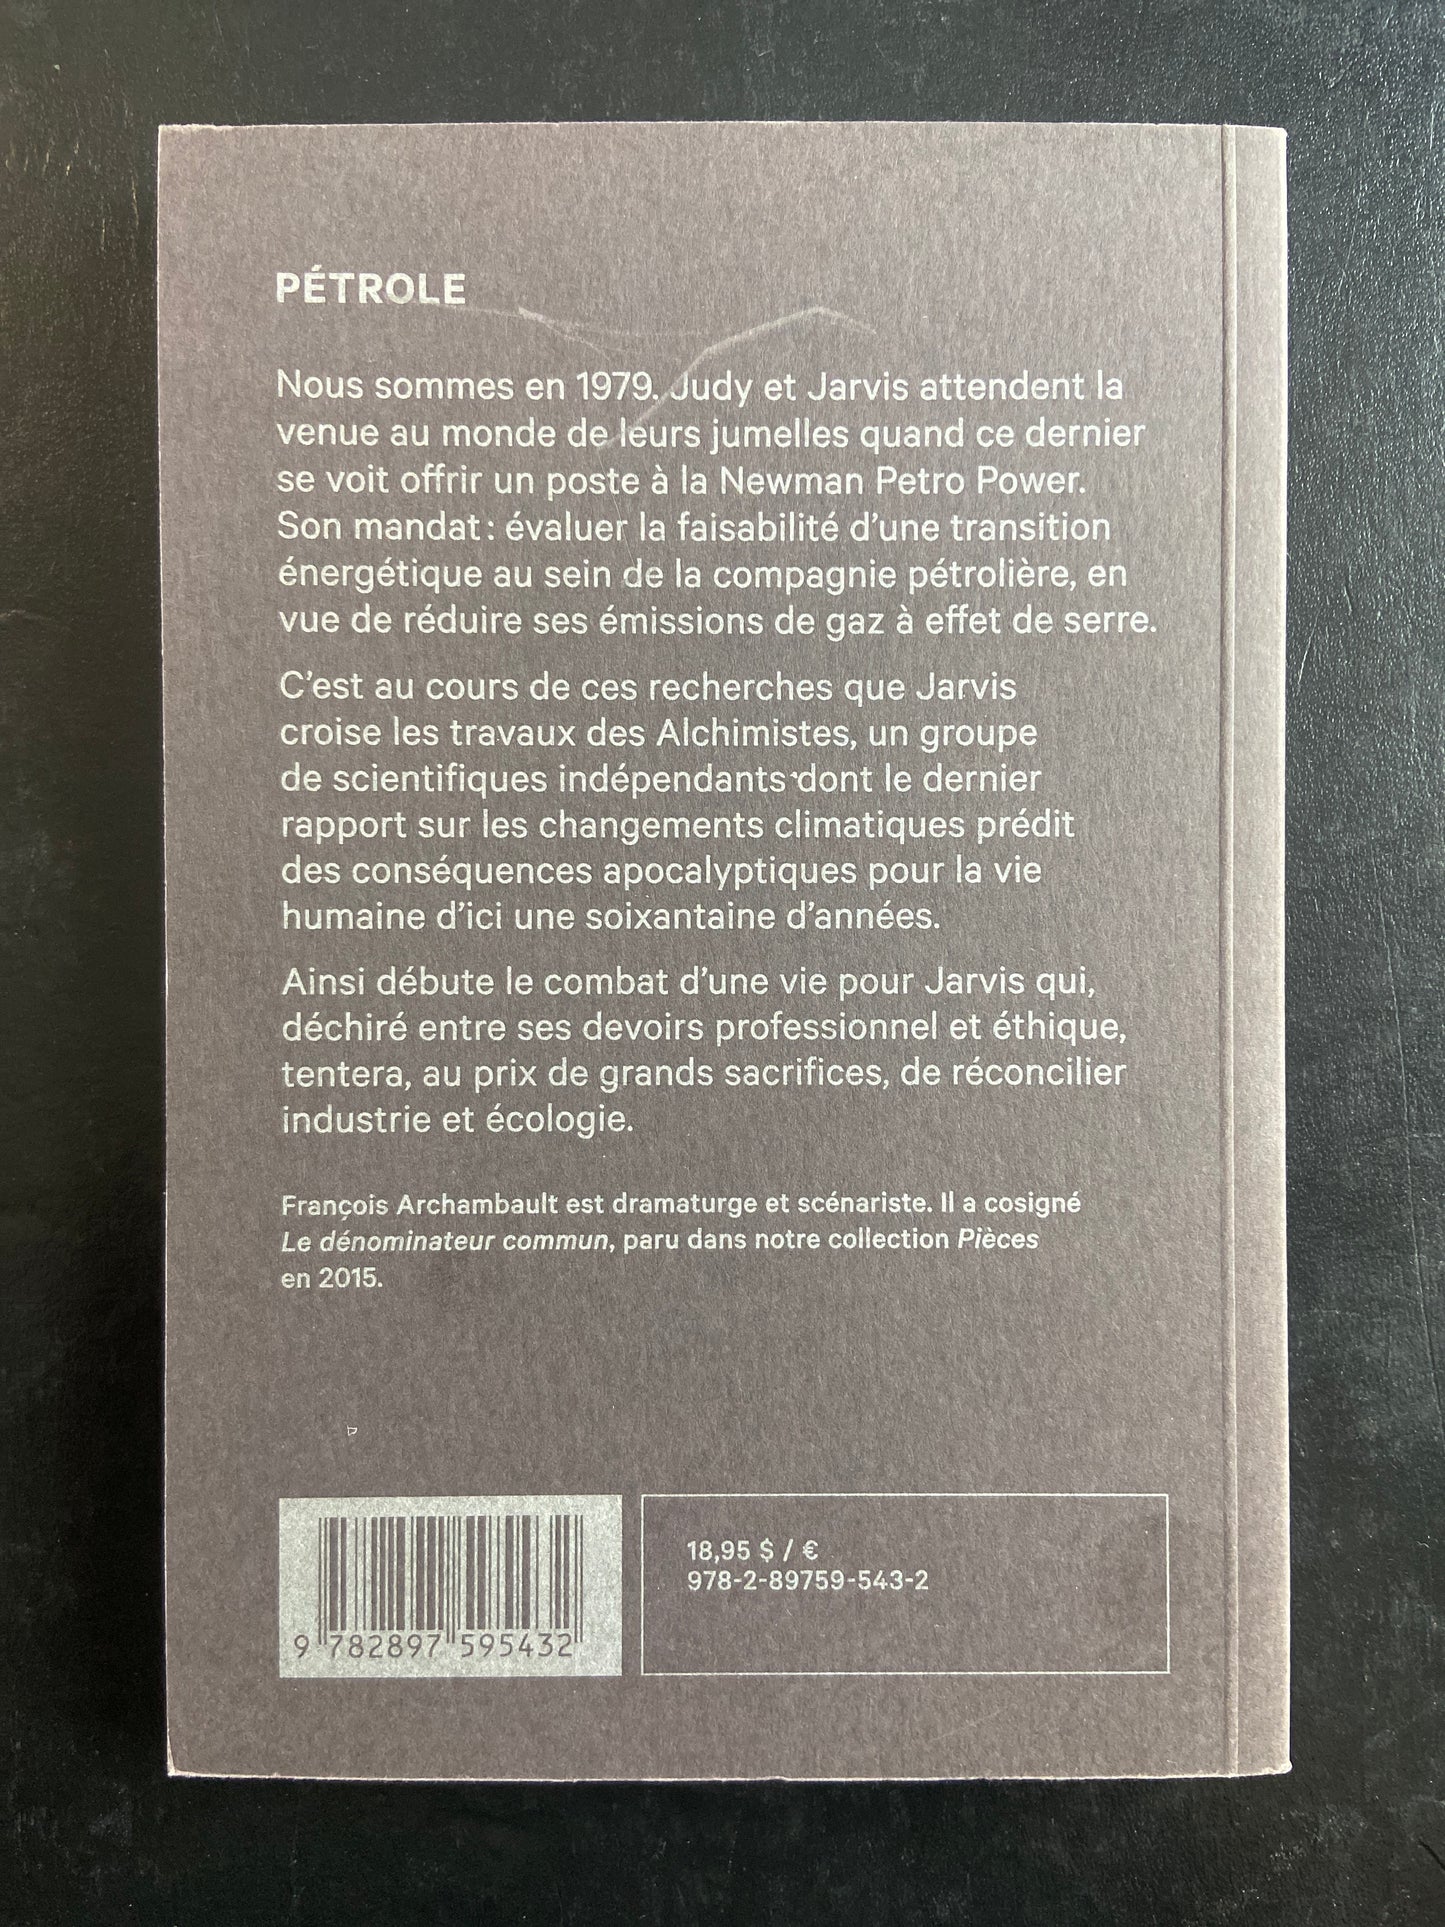 PÉTROLE
Nous sommes en 1979. Judy et Jarvis attendent la
venue au monde de leurs jumelles quand ce dernier
se voit offrir un poste à la Newman Petro Power.
Son mandat : évaluer la faisabilité d’une transition
énergétique au sein de la compagnie pétrolière, en
vue de réduire ses émissions de gaz à effet de serre.
C’est au cours de ces recherches que Jarvis
croise les travaux des Alchimistes, un groupe
de scientifiques indépendants dont le dernier
rapport sur les changements climatiques prédit
des conséquences apocalyptiques pour la vie
humaine d’ici une soixantaine d’années.
Ainsi débute le combat d’une vie pour Jarvis qui,
déchiré entre ses devoirs professionnel et éthique,
tentera, au prix de grands sacrifices, de réconcilier
industrie et écologie.
François Archambault est dramaturge et scénariste. Il a cosigné
Le dénominateur commun, paru dans notre collection Pièces
en 2015.
18,95 $ / €
978-2-89759-543-2
9 782897 595432